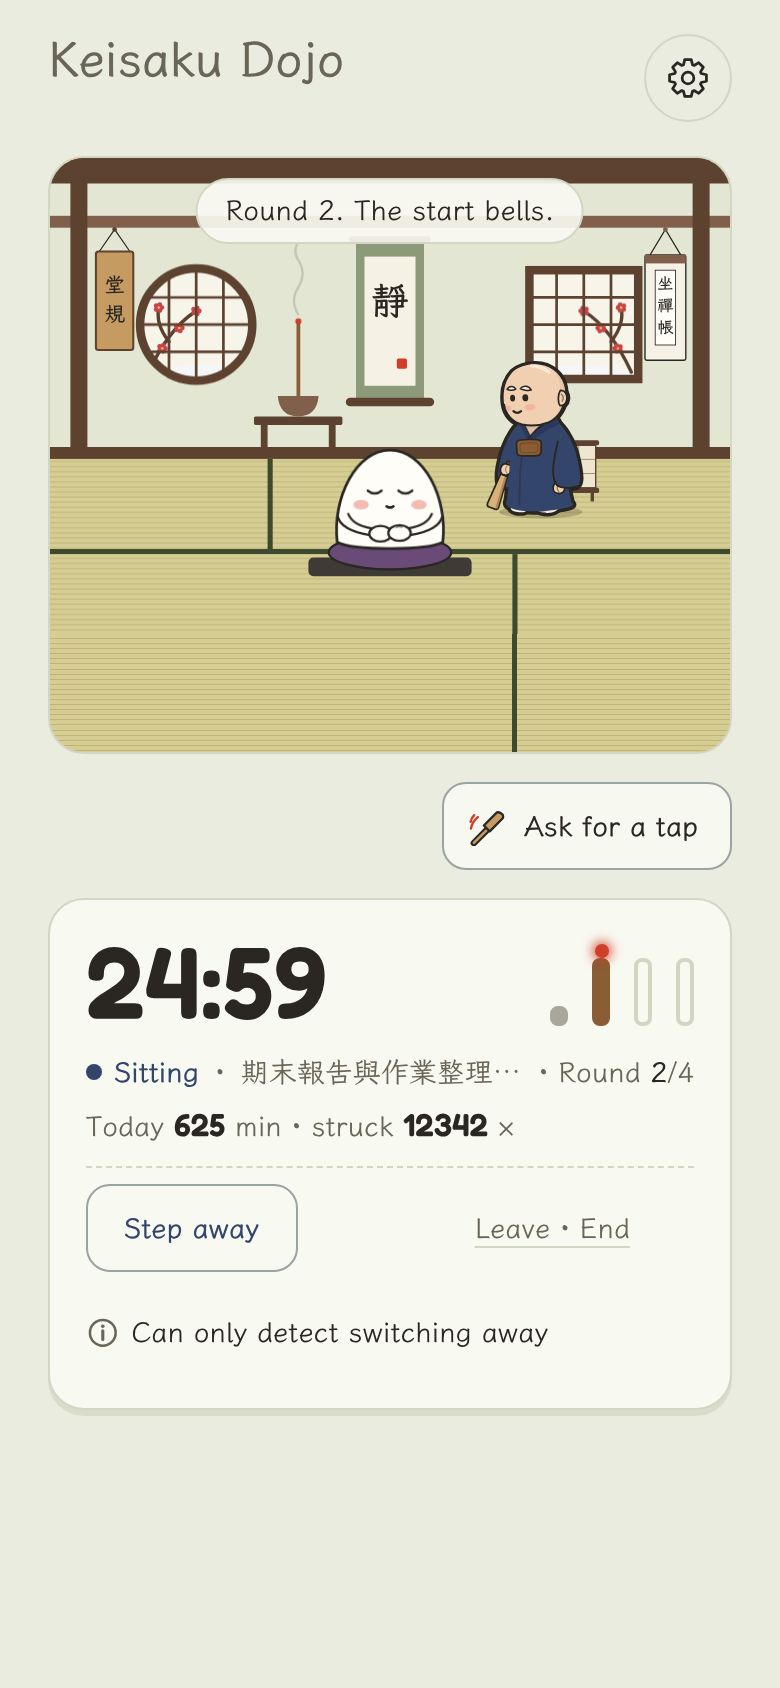 Keisaku Dojo
Round 2. The start bells.
堂規
靜
坐禪帳
Ask for a tap
24:59
Sitting · 期末報告與作業整理… · Round 2/4
Today 625 min · struck 12342 ×
Step away
Leave · End
Can only detect switching away